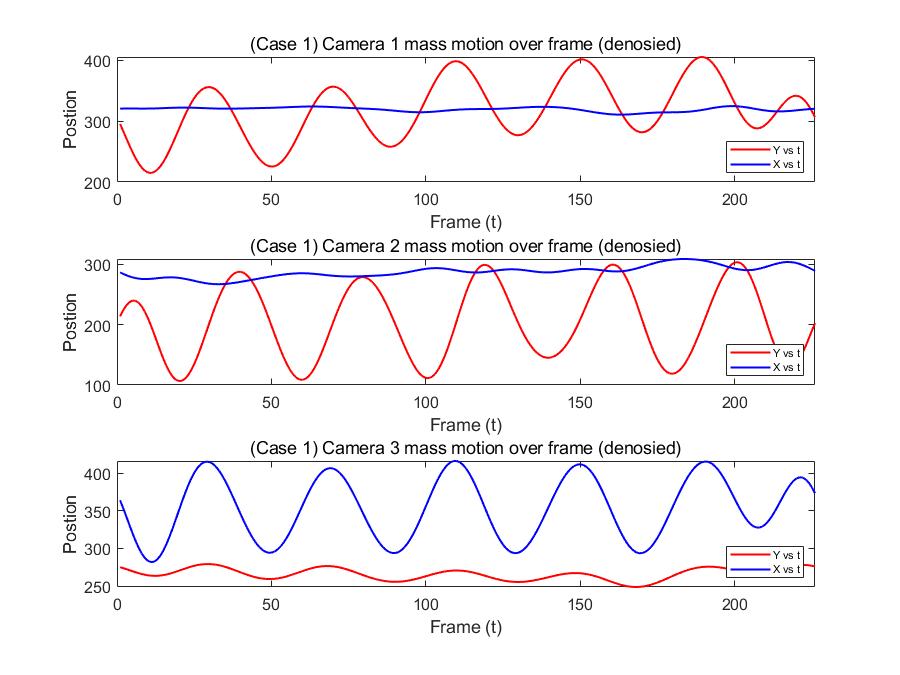 (Case 1) Camera 1 mass motion over frame (denosied)
400
300
200
Postion
0 50 100 150 200
Frame (t)
Y vs t
X vs t
(Case 1) Camera 2 mass motion over frame (denosied)
300
200
100
Postion
0 50 100 150 200
Frame (t)
Y vs t
X vs t
(Case 1) Camera 3 mass motion over frame (denosied)
400
350
300
250
Postion
0 50 100 150 200
Frame (t)
Y vs t
X vs t